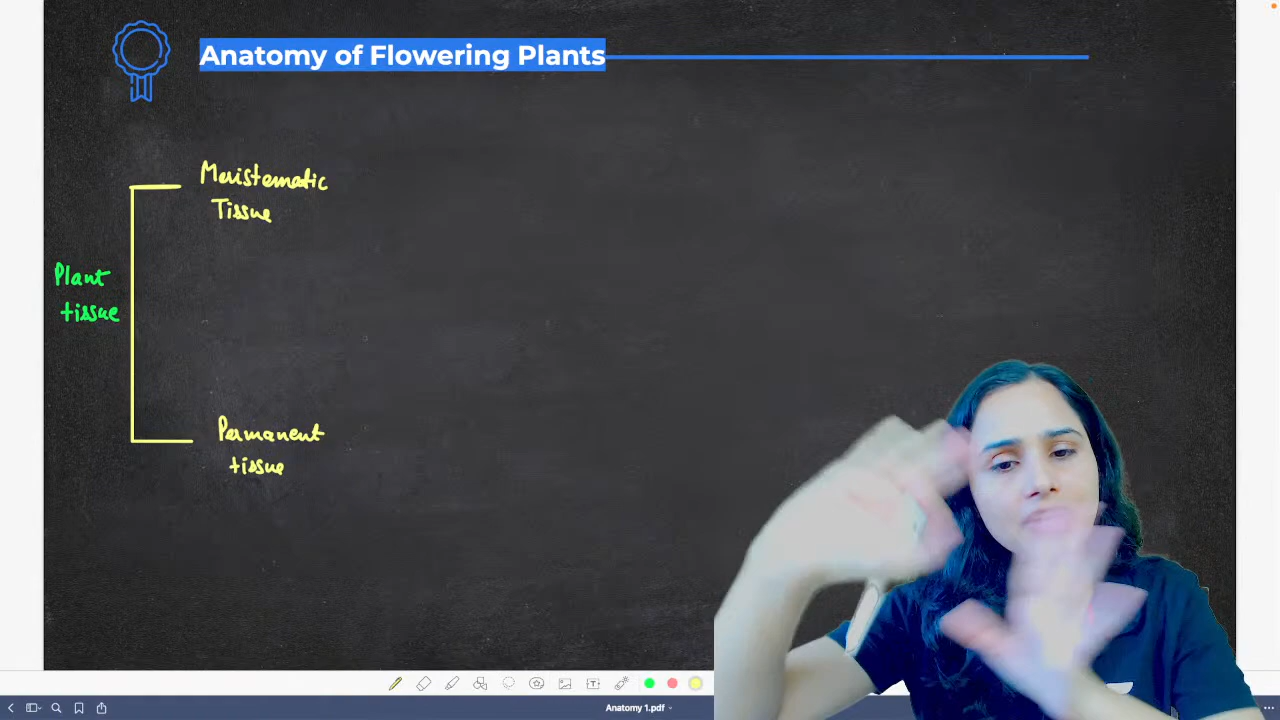 Anatomy of Flowering Plants
Meristematic
Tissue
Plant
tissue
Permanent
tissue
Anatomy 1.pdf